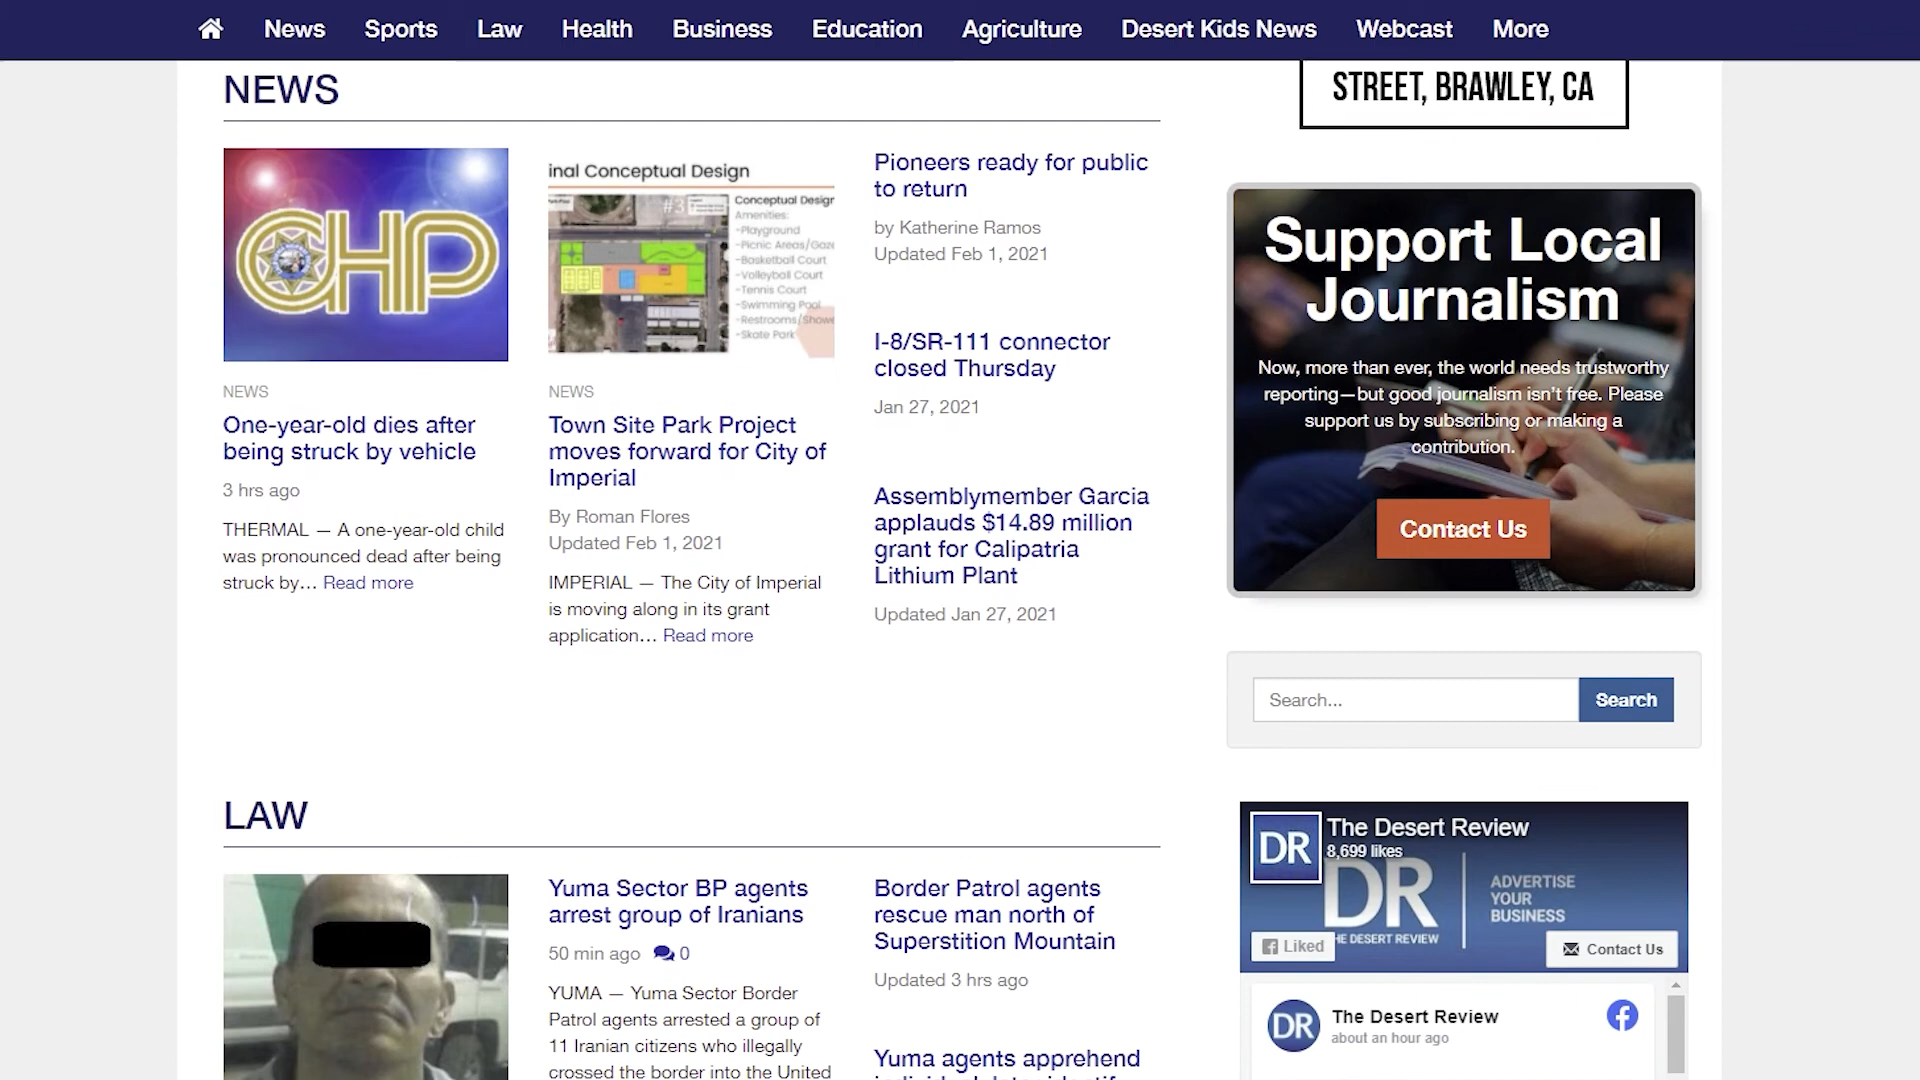 News Sports Law Health Business Education Agriculture Desert Kids News Webcast More
NEWS
CHP
NEWS
One-year-old dies after
being struck by vehicle
3 hrs ago
THERMAL — A one-year-old child
was pronounced dead after being
struck by... Read more
inal Conceptual Design
#3
Conceptual Desigr
Amenities:
-Playground
-Picnic Areas/Gaze
-Basketball Court
-Volleyball Court
-Tennis Court
-Swimming Pool
-Restrooms/Showe
-Skate Park
NEWS
Town Site Park Project
moves forward for City of
Imperial
By Roman Flores
Updated Feb 1, 2021
IMPERIAL — The City of Imperial
is moving along in its grant
application... Read more
Pioneers ready for public
to return
by Katherine Ramos
Updated Feb 1, 2021
I-8/SR-111 connector
closed Thursday
Jan 27, 2021
Assemblymember Garcia
applauds $14.89 million
grant for Calipatria
Lithium Plant
Updated Jan 27, 2021
LAW
Yuma Sector BP agents
arrest group of Iranians
50 min ago 0
YUMA — Yuma Sector Border
Patrol agents arrested a group of
11 Iranian citizens who illegally
crossed the border into the United
Border Patrol agents
rescue man north of
Superstition Mountain
Updated 3 hrs ago
Yuma agents apprehend
STREET, BRAWLEY, CA
Support Local
Journalism
Now, more than ever, the world needs trustworthy
reporting—but good journalism isn't free. Please
support us by subscribing or making a
contribution.
Contact Us
Search... Search
DR The Desert Review
8,699 likes
DR
HE DESERT REVIEW
ADVERTISE
YOUR
BUSINESS
Liked
Contact Us
DR The Desert Review
about an hour ago